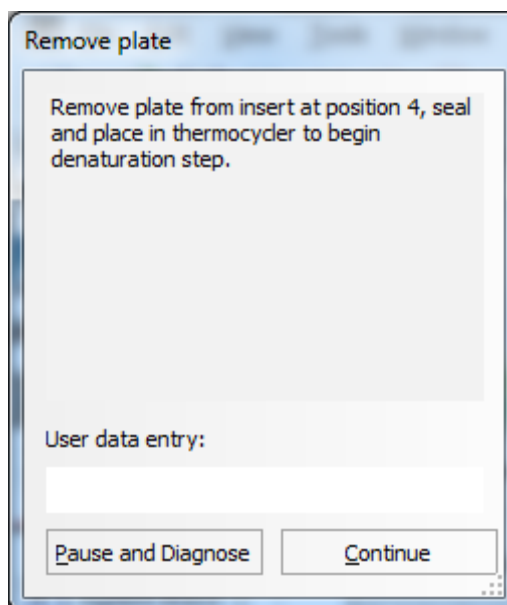 Remove plate
Remove plate from insert at position 4, seal
and place in thermocycler to begin
denaturation step.
User data entry:
Pause and Diagnose
Continue